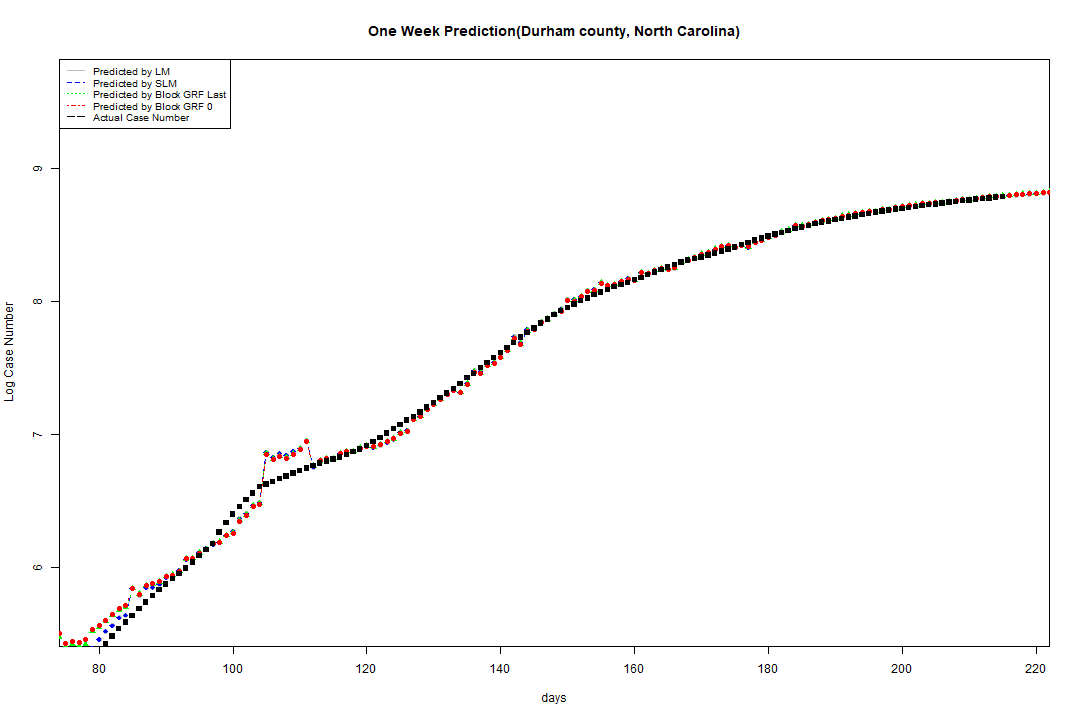 One Week Prediction(Durham county, North Carolina)
Predicted by LM
Predicted by SLM
Predicted by Block GRF Last
Predicted by Block GRF 0
Actual Case Number
9
8
7
6
Log Case Number
80 100 120 140 160 180 200 220
days